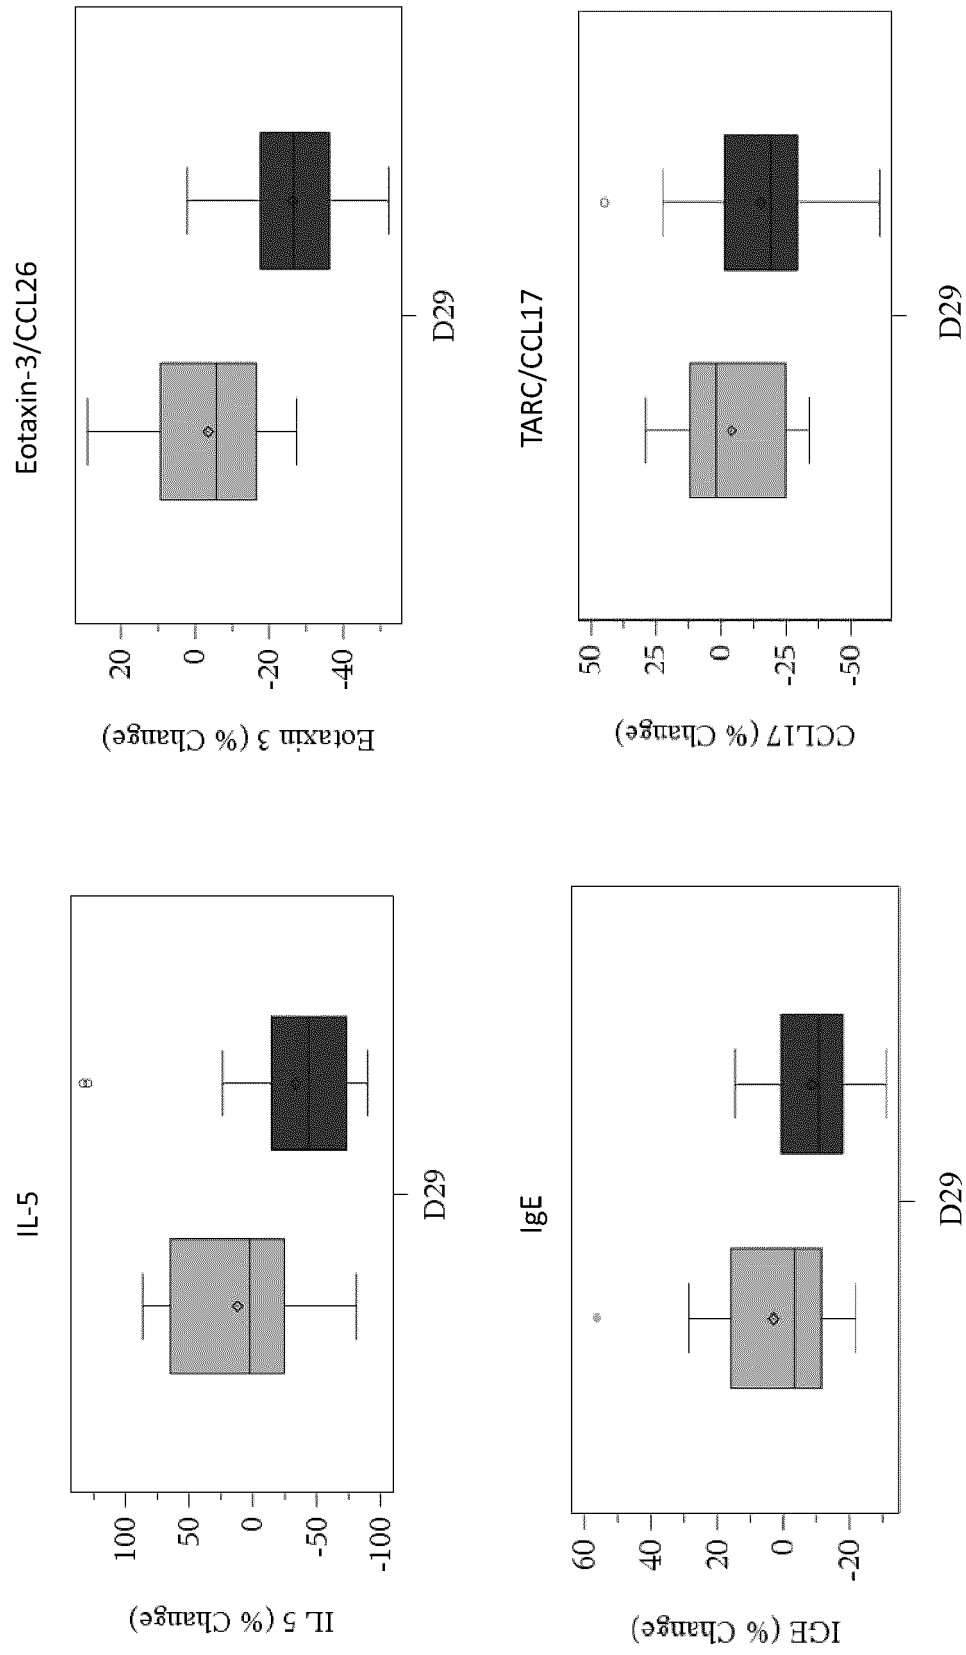 IL-5
IL 5 (% Change)
100
50
0
-50
-100
D29
Eotaxin-3/CCL26
Eotaxin 3 (% Change)
20
0
-20
-40
D29
IgE
IGE (% Change)
60
40
20
0
-20
D29
TARC/CCL17
CCL17 (% Change)
50
25
0
-25
-50
D29